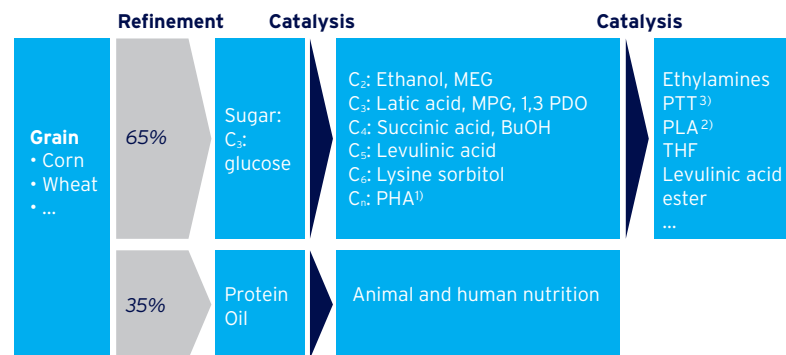 Refinement
Catalysis
Catalysis
Grain
• Corn
• Wheat
• ...
65%
Sugar:
C₃:
glucose
C₂: Ethanol, MEG
C₃: Latic acid, MPG, 1,3 PDO
C₄: Succinic acid, BuOH
C₅: Levulinic acid
C₆: Lysine sorbitol
Cₙ: PHA¹⁾
Ethylamines
PTT³⁾
PLA²⁾
THF
Levulinic acid
ester
...
35%
Protein
Oil
Animal and human nutrition